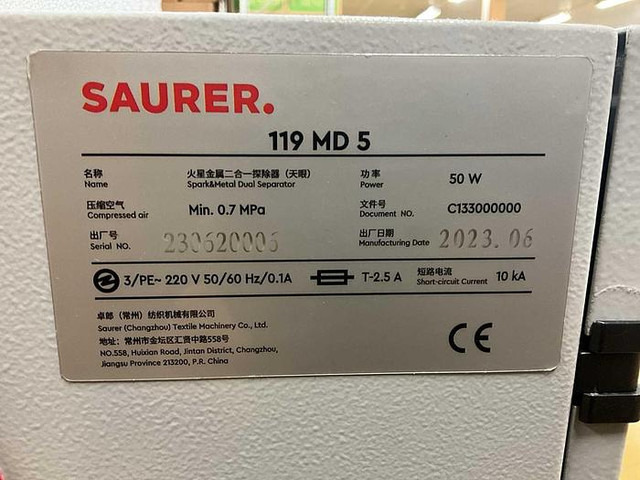 SAURER.
119 MD 5
名称 火星金属二合一探除器（天眼） 功率 50 W
Name Spark&Metal Dual Separator Power
压缩空气 Min. 0.7 MPa 文件号 C133000000
Compressed air Document NO.
出厂号 230620006 出厂日期 2023.06
Serial NO. Manufacturing Date
3/PE~ 220 V 50/60 Hz/0.1A T-2.5 A 短路电流 10 kA
Short-circuit Current
卓郎（常州）纺织机械有限公司
Saurer (Changzhou) Textile Machinery Co., Ltd.
地址：常州市金坛区汇贤中路558号
NO.558, Huixian Road, Jintan District, Changzhou,
Jiangsu Province 213200, P.R. China
CE